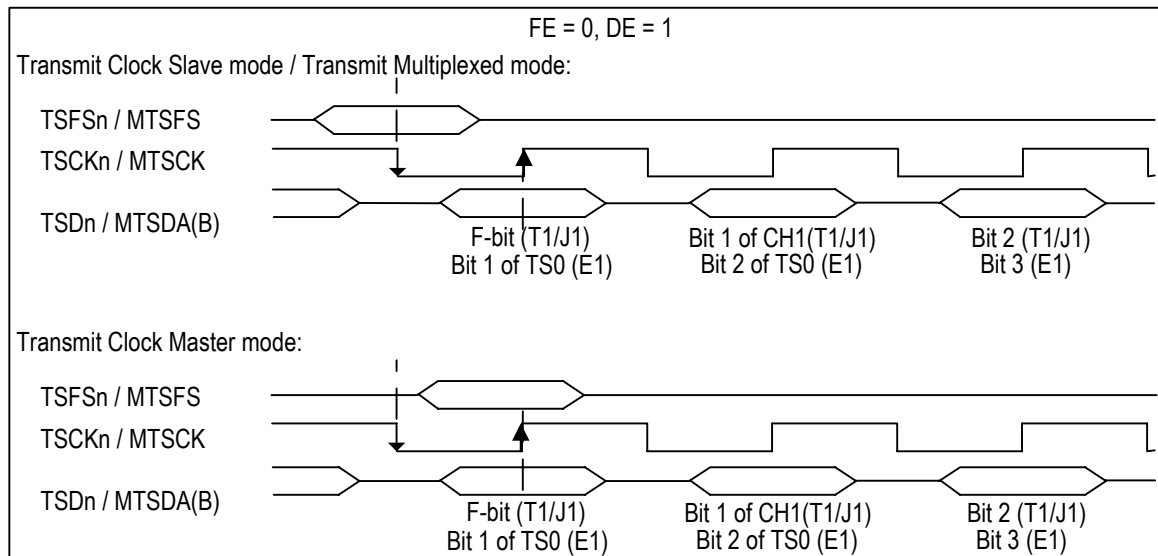 FE = 0, DE = 1
Transmit Clock Slave mode / Transmit Multiplexed mode:
TSFSn / MTSFS
TSCKn / MTSCK
TSDn / MTSDA(B)
F-bit (T1/J1)
Bit 1 of TS0 (E1)
Bit 1 of CH1(T1/J1)
Bit 2 of TS0 (E1)
Bit 2 (T1/J1)
Bit 3 (E1)
Transmit Clock Master mode:
TSFSn / MTSFS
TSCKn / MTSCK
TSDn / MTSDA(B)
F-bit (T1/J1)
Bit 1 of TS0 (E1)
Bit 1 of CH1(T1/J1)
Bit 2 of TS0 (E1)
Bit 2 (T1/J1)
Bit 3 (E1)